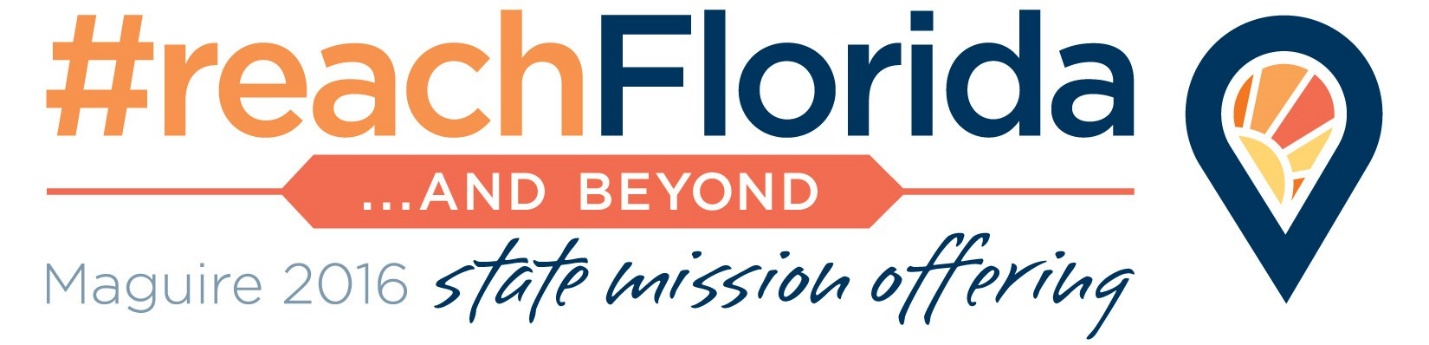 #reachFlorida
...AND BEYOND
Maguire 2016 state mission offering